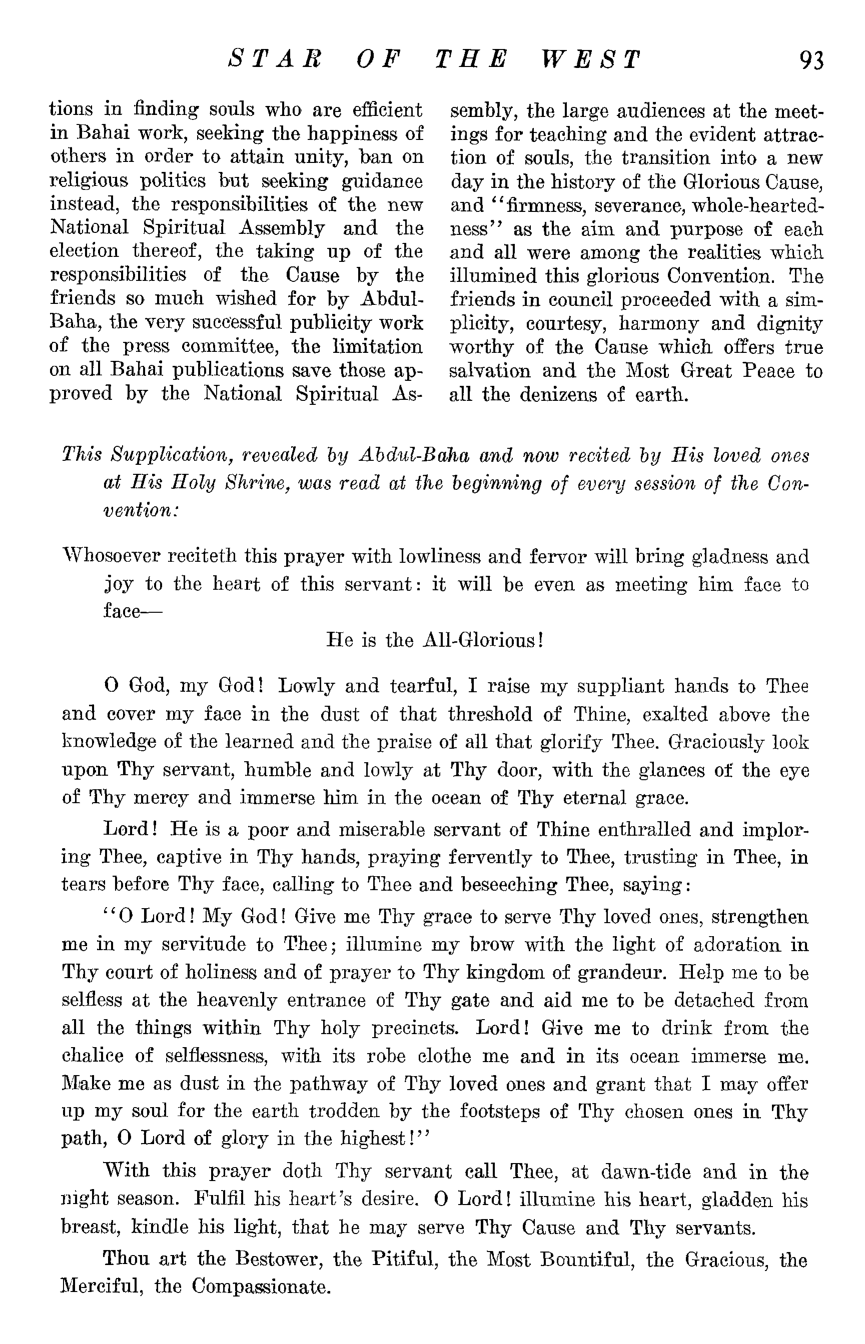 STAR OF THE WEST 93
tions in finding souls who are efficient
in Bahai work, seeking the happiness of
others in order to attain unity, ban on
religious politics but seeking guidance
instead, the responsibilities of the new
National Spiritual Assembly and the
election thereof, the taking up of the
responsibilities of the Cause by the
friends so much wished for by Abdul-
Baha, the very successful publicity work
of the press committee, the limitation
on all Bahai publications save those ap-
proved by the National Spiritual As-
sembly, the large audiences at the meet-
ings for teaching and the evident attrac-
tion of souls, the transition into a new
day in the history of the Glorious Cause,
and "firmness, severance, whole-hearted-
ness" as the aim and purpose of each
and all were among the realities which
illumined this glorious Convention. The
friends in council proceeded with a sim-
plicity, courtesy, harmony and dignity
worthy of the Cause which offers true
salvation and the Most Great Peace to
all the denizens of earth.
This Supplication, revealed by Abdul-Baha and now recited by His loved ones
at His Holy Shrine, was read at the beginning of every session of the Con-
vention:
Whosoever reciteth this prayer with lowliness and fervor will bring gladness and
joy to the heart of this servant: it will be even as meeting him face to
face—
He is the All-Glorious!
O God, my God! Lowly and tearful, I raise my suppliant hands to Thee
and cover my face in the dust of that threshold of Thine, exalted above the
knowledge of the learned and the praise of all that glorify Thee. Graciously look
upon Thy servant, humble and lowly at Thy door, with the glances of the eye
of Thy mercy and immerse him in the ocean of Thy eternal grace.
Lord! He is a poor and miserable servant of Thine enthralled and implor-
ing Thee, captive in Thy hands, praying fervently to Thee, trusting in Thee, in
tears before Thy face, calling to Thee and beseeching Thee, saying:
"O Lord! My God! Give me Thy grace to serve Thy loved ones, strengthen
me in my servitude to Thee; illumine my brow with the light of adoration in
Thy court of holiness and of prayer to Thy kingdom of grandeur. Help me to be
selfless at the heavenly entrance of Thy gate and aid me to be detached from
all the things within Thy holy precincts. Lord! Give me to drink from the
chalice of selflessness, with its robe clothe me and in its ocean immerse me.
Make me as dust in the pathway of Thy loved ones and grant that I may offer
up my soul for the earth trodden by the footsteps of Thy chosen ones in Thy
path, O Lord of glory in the highest!"
With this prayer doth Thy servant call Thee, at dawn-tide and in the
night season. Fulfil his heart's desire. O Lord! illumine his heart, gladden his
breast, kindle his light, that he may serve Thy Cause and Thy servants.
Thou art the Bestower, the Pitiful, the Most Bountiful, the Gracious, the
Merciful, the Compassionate.